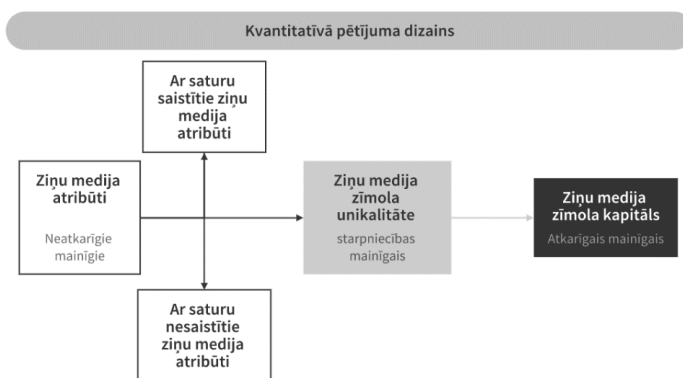 Kvantitatīvā pētījuma dizains
Ar saturu
saistītie ziņu
medija
atribūti
Ziņu medija
atribūti
Neatkarīgie
mainīgie
Ziņu medija
zīmola
unikalitāte
starpniecības
mainīgais
Ziņu medija
zīmola kapitāls
Atkarīgais mainīgais
Ar saturu
nesaistītie
ziņu medija
atribūti